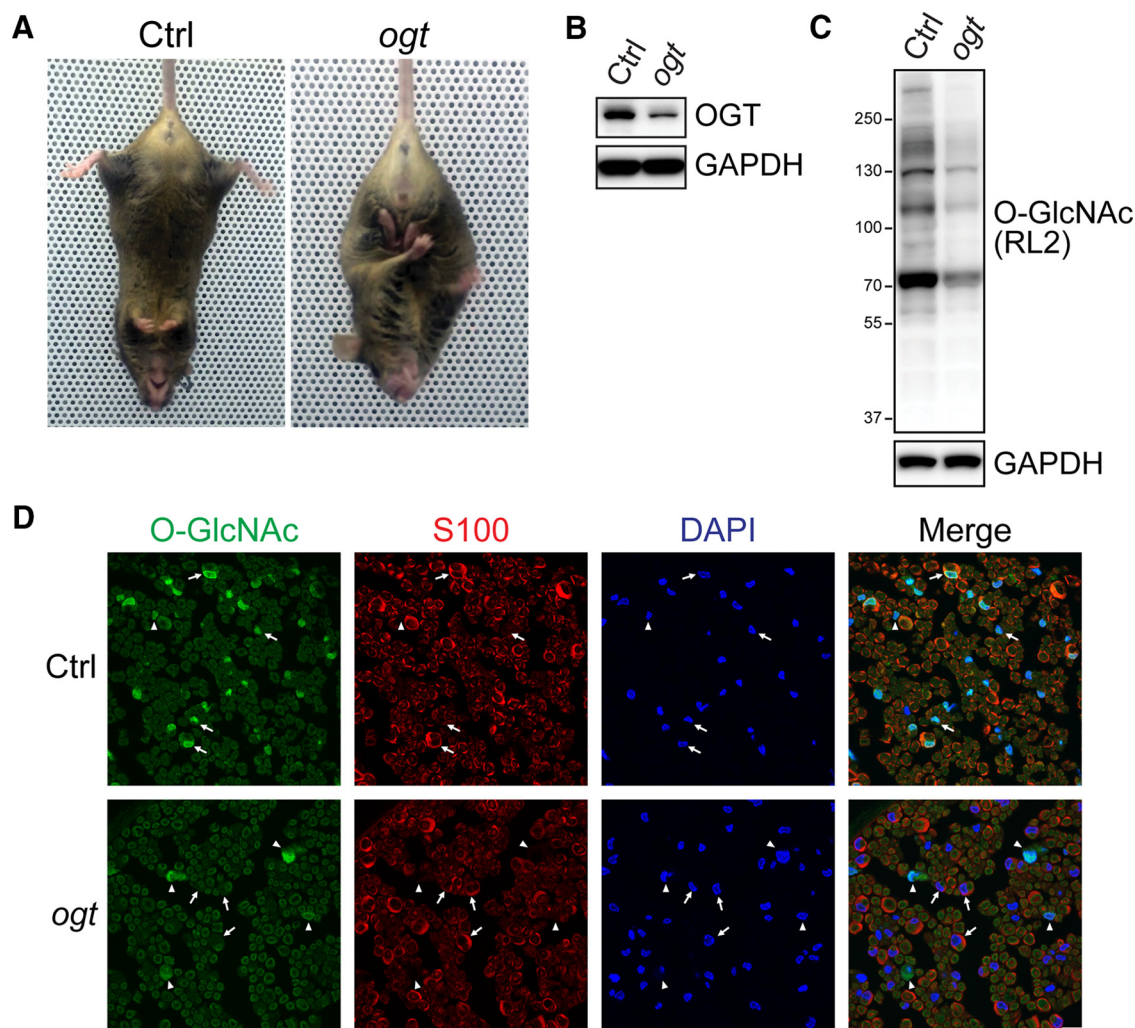 A
Ctrl
ogt
B
Ctrl
ogt
OGT
GAPDH
C
Ctrl
ogt
250
130
100
70
55
37
O-GlcNAc
(RL2)
GAPDH
D
O-GlcNAc
S100
DAPI
Merge
Ctrl
ogt